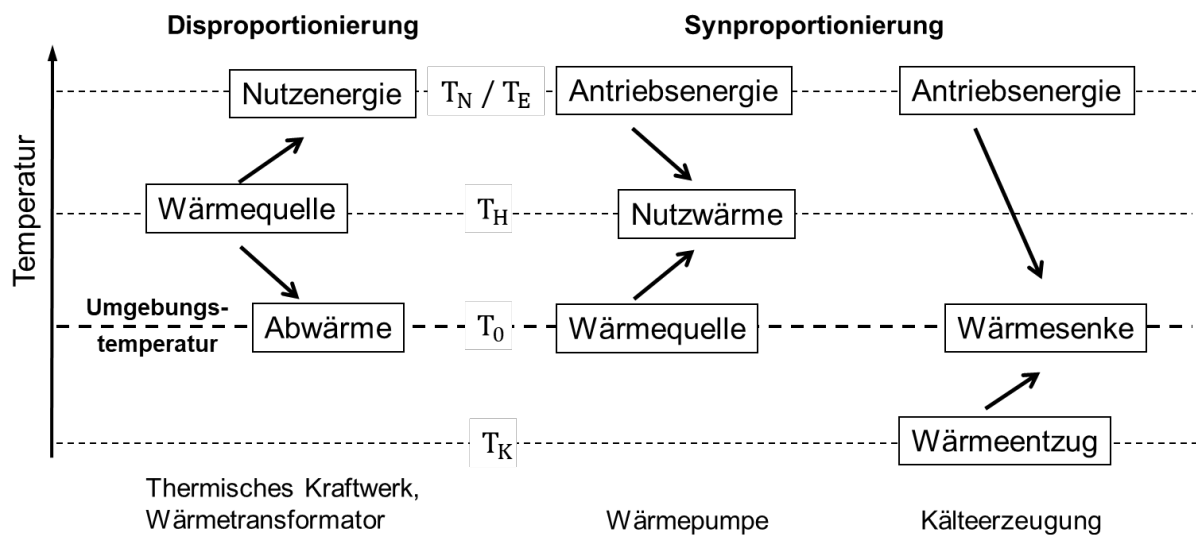 Disproportionierung
Synproportionierung
Temperatur
Nutzenergie
T_N / T_E
Antriebsenergie
Antriebsenergie
Wärmequelle
T_H
Nutzwärme
Umgebungs-
temperatur
Abwärme
T_0
Wärmequelle
Wärmesenke
T_K
Wärmeentzug
Thermisches Kraftwerk,
Wärmetransformator
Wärmepumpe
Kälteerzeugung